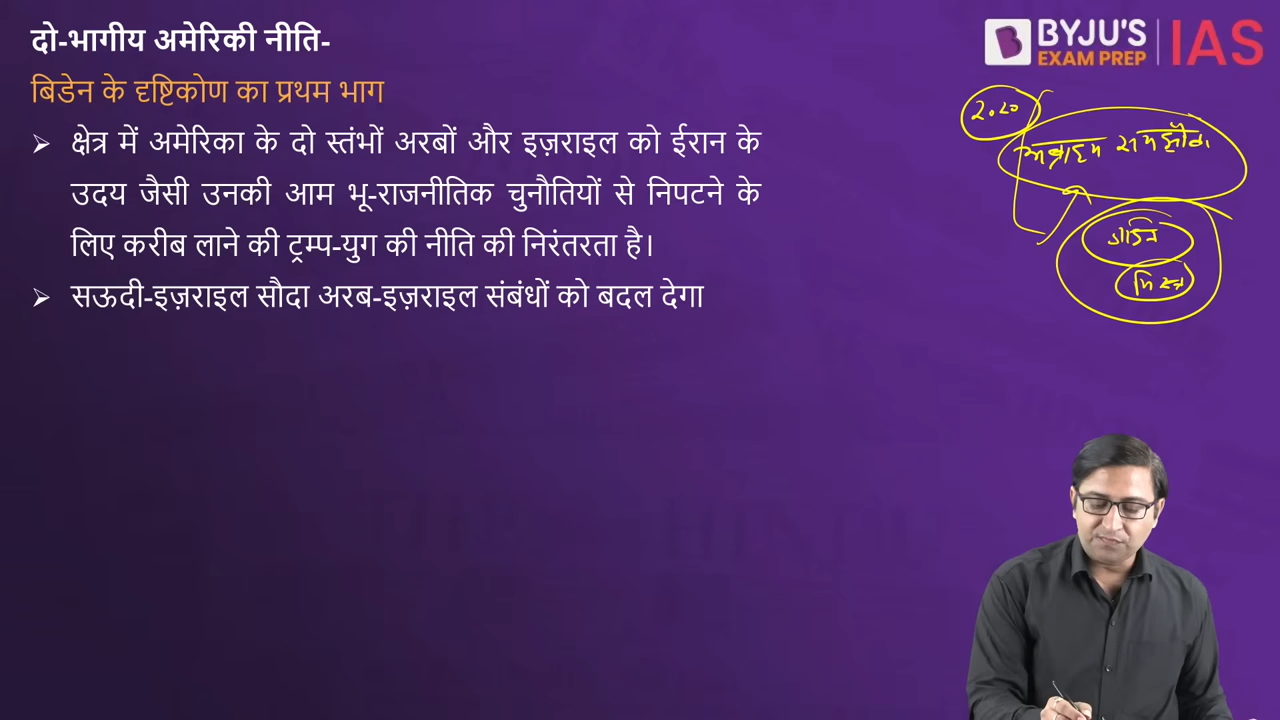 दो-भागीय अमेरिकी नीति-
BYJU'S
EXAM PREP
IAS
बिडेन के दृष्टिकोण का प्रथम भाग
➢ क्षेत्र में अमेरिका के दो स्तंभों अरबों और इज़राइल को ईरान के
उदय जैसी उनकी आम भू-राजनीतिक चुनौतियों से निपटने के
लिए करीब लाने की ट्रम्प-युग की नीति की निरंतरता है।
➢ सऊदी-इज़राइल सौदा अरब-इज़राइल संबंधों को बदल देगा
2020
अब्राहम समझौता
जॉर्डन
मिस्त्र